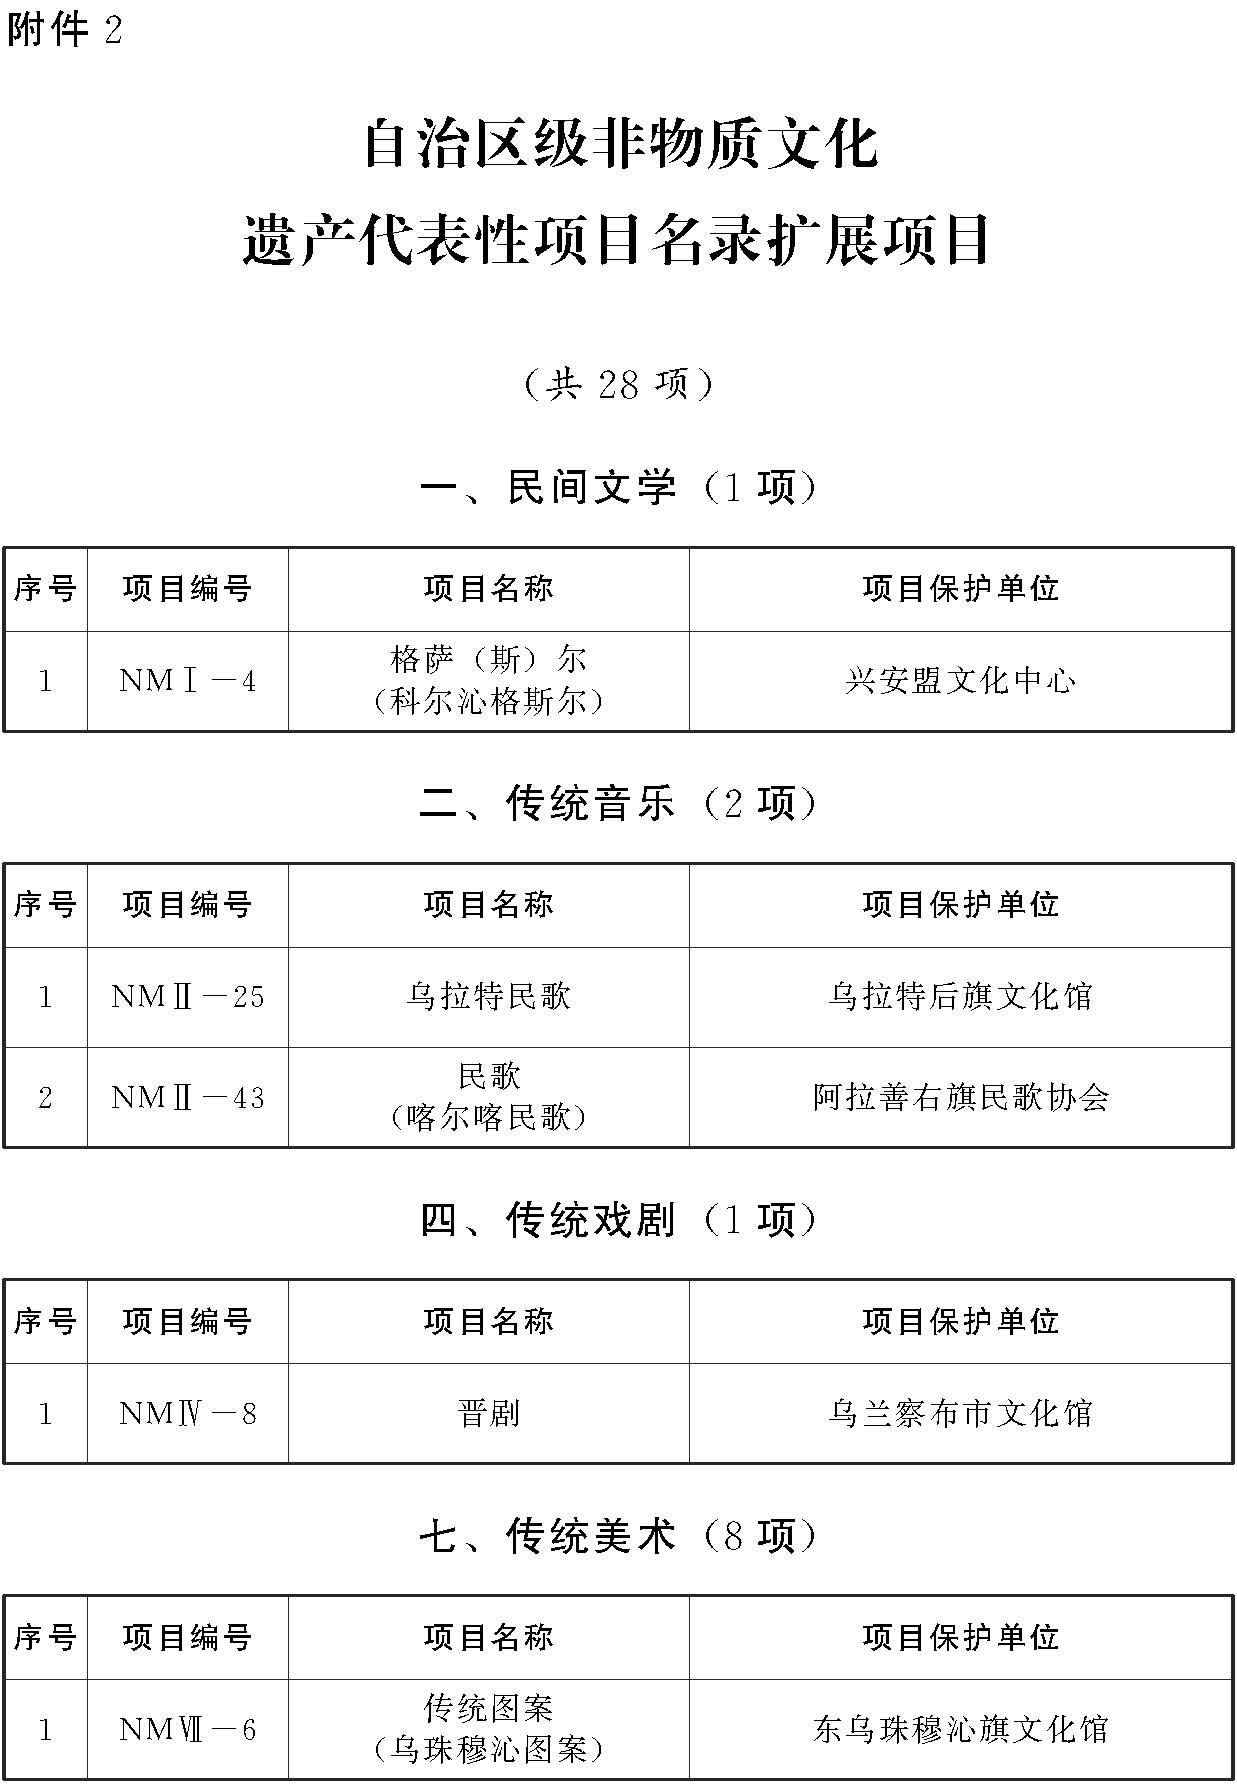 附件 2
自治区级非物质文化
遗产代表性项目名录扩展项目
（共 28 项）
一、民间文学（1 项）
序号 项目编号 项目名称 项目保护单位
1 NMⅠ－4 格萨（斯）尔
（科尔沁格斯尔） 兴安盟文化中心
二、传统音乐（2 项）
序号 项目编号 项目名称 项目保护单位
1 NMⅡ－25 乌拉特民歌 乌拉特后旗文化馆
2 NMⅡ－43 民歌
（喀尔喀民歌） 阿拉善右旗民歌协会
四、传统戏剧（1 项）
序号 项目编号 项目名称 项目保护单位
1 NMⅣ－8 晋剧 乌兰察布市文化馆
七、传统美术（8 项）
序号 项目编号 项目名称 项目保护单位
1 NMⅦ－6 传统图案
（乌珠穆沁图案） 东乌珠穆沁旗文化馆